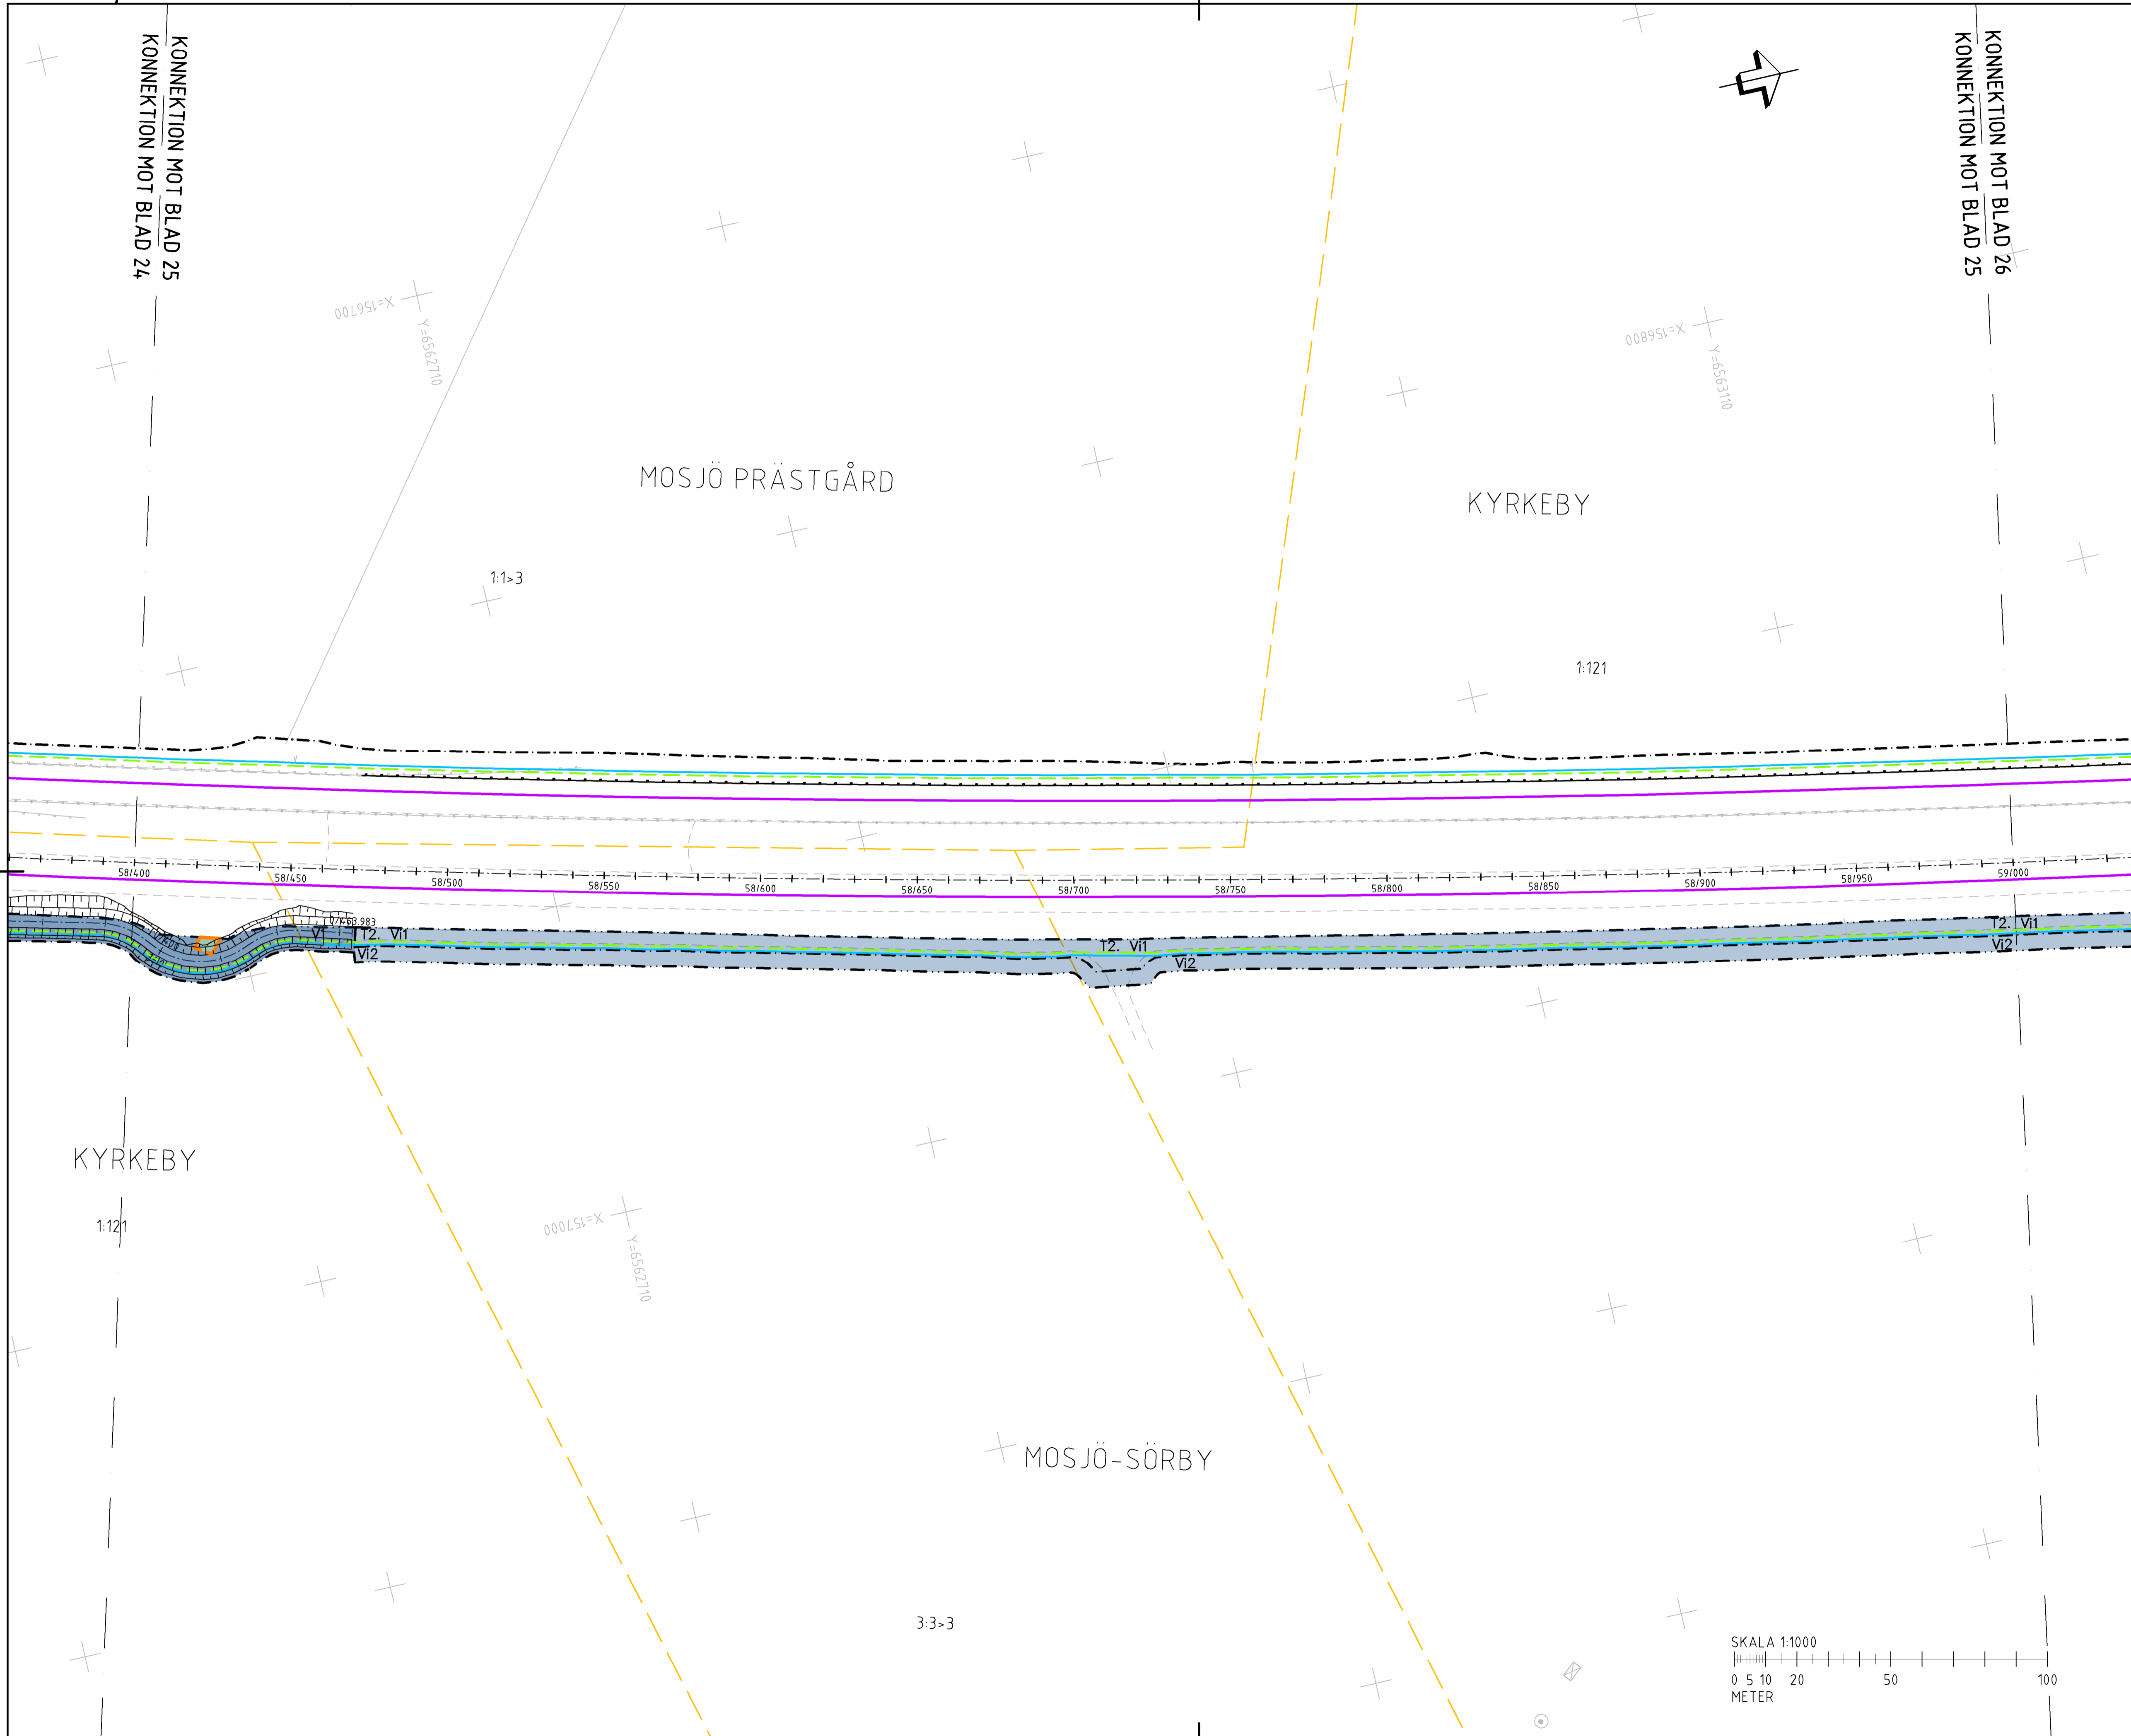 KONNEKTION MOT BLAD 25
KONNEKTION MOT BLAD 24
KONNEKTION MOT BLAD 26
KONNEKTION MOT BLAD 25
X=156700
Y=6562710
X=156800
Y=6563110
MOSJÖ PRÄSTGÅRD
KYRKEBY
1:1>3
1:121
58/400
58/450
58/500
58/550
58/600
58/650
58/700
58/750
58/800
58/850
58/900
58/950
59/000
T2. Vi1
Vi2
T2. Vi1
Vi2
T2. Vi1
Vi2
KYRKEBY
1:121
X=157000
Y=6562710
MOSJÖ-SÖRBY
3:3>3
SKALA 1:1000
0 5 10 20 50 100
METER